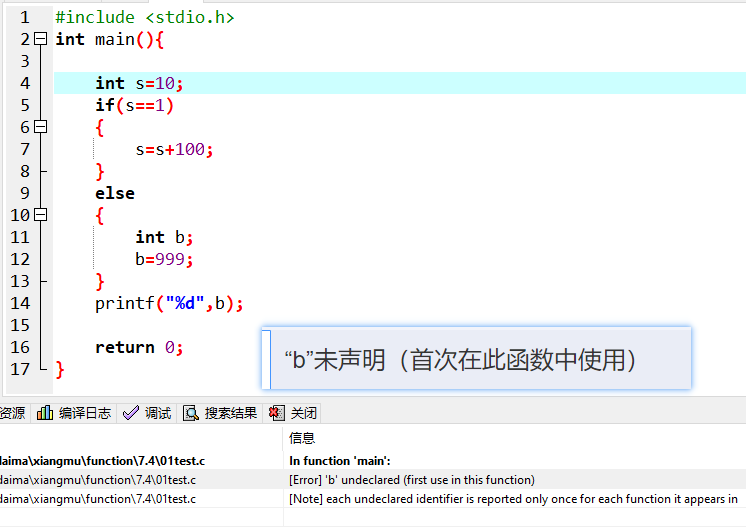 1 #include <stdio.h>
2 int main(){
3
4 int s=10;
5 if(s==1)
6 {
7 s=s+100;
8 }
9 else
10 {
11 int b;
12 b=999;
13 }
14 printf("%d",b);
15
16 return 0;
17 }
“b”未声明（首次在此函数中使用）
资源 编译日志 调试 搜索结果 关闭
信息
daima\xiangmu\function\7.4\01test.c In function 'main':
daima\xiangmu\function\7.4\01test.c [Error] 'b' undeclared (first use in this function)
daima\xiangmu\function\7.4\01test.c [Note] each undeclared identifier is reported only once for each function it appears in